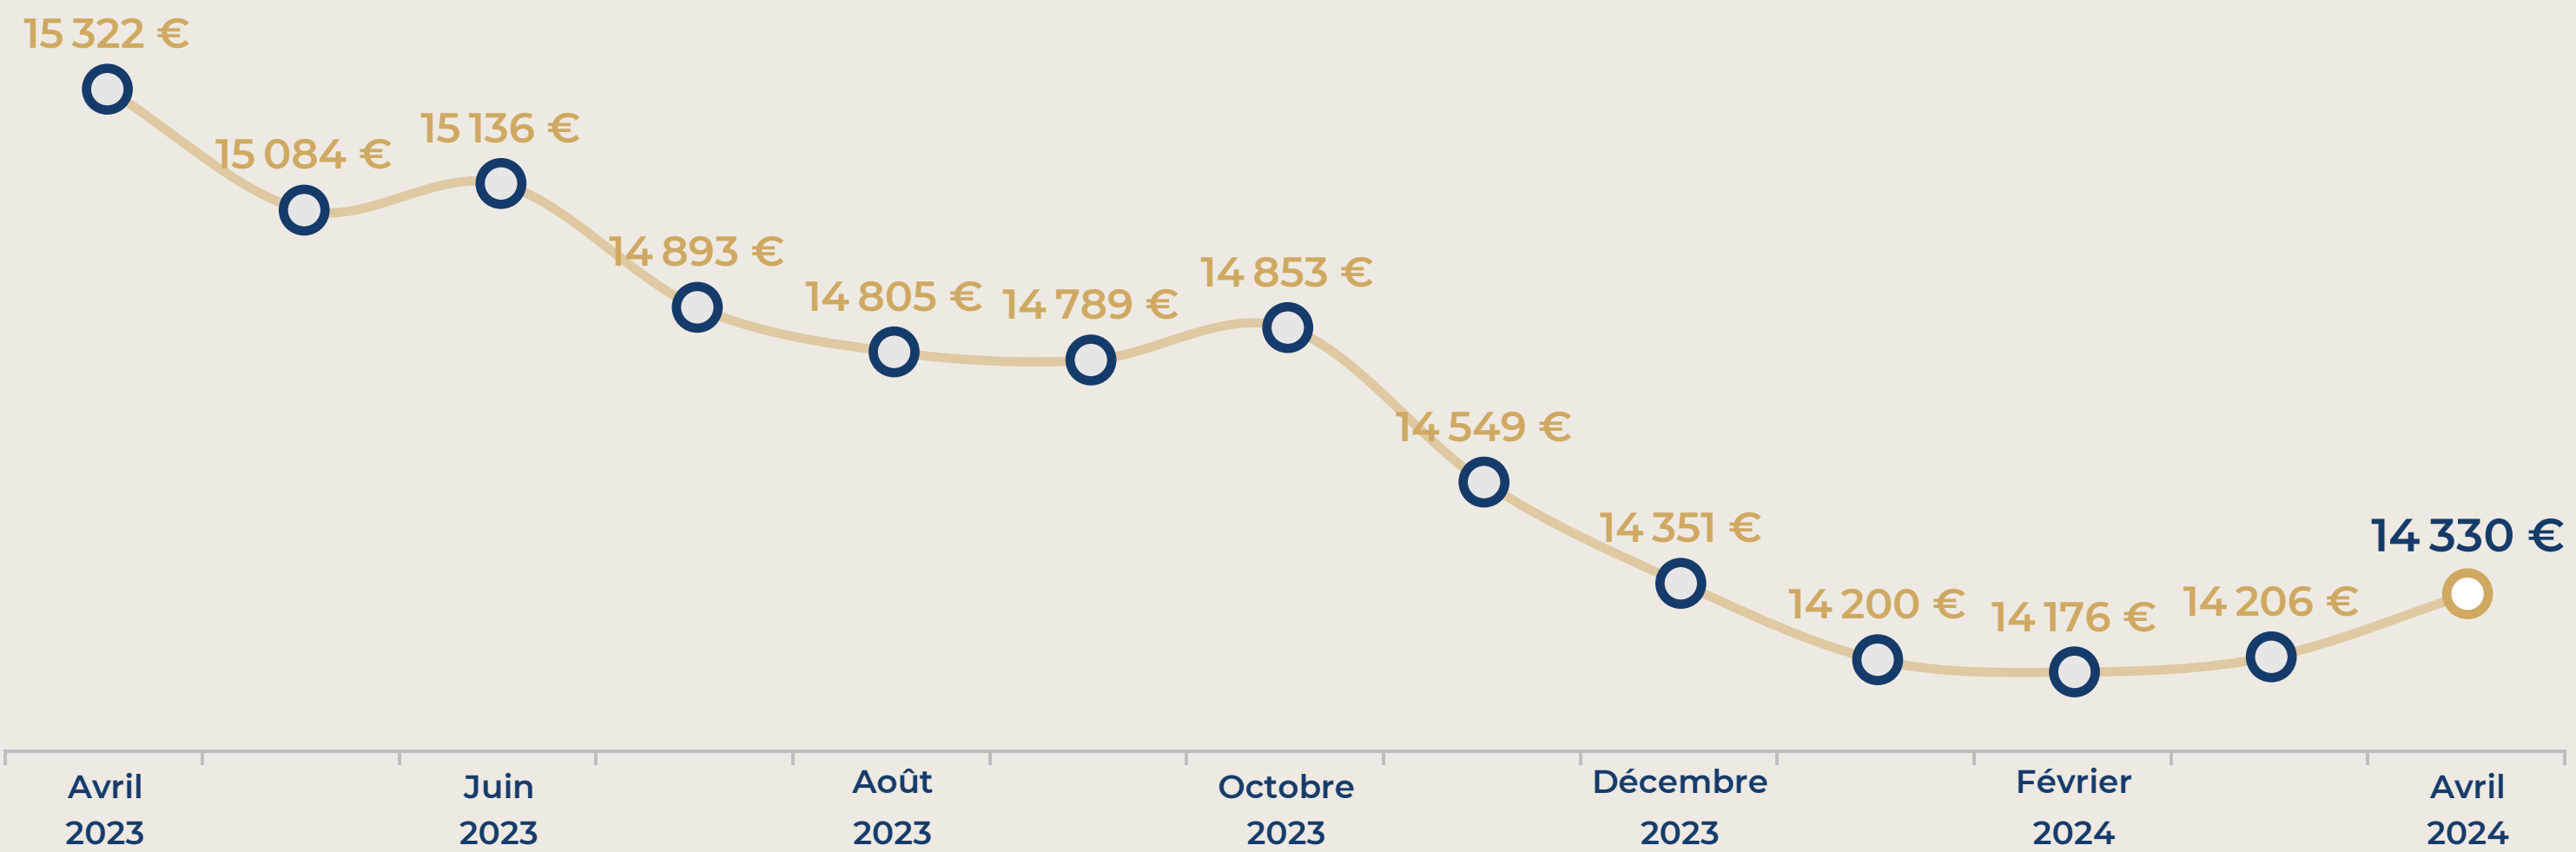 15 322 €
15 084 €
15 136 €
14 893 €
14 805 €
14 789 €
14 853 €
14 549 €
14 351 €
14 200 €
14 176 €
14 206 €
14 330 €
Avril
2023
Juin
2023
Août
2023
Octobre
2023
Décembre
2023
Février
2024
Avril
2024